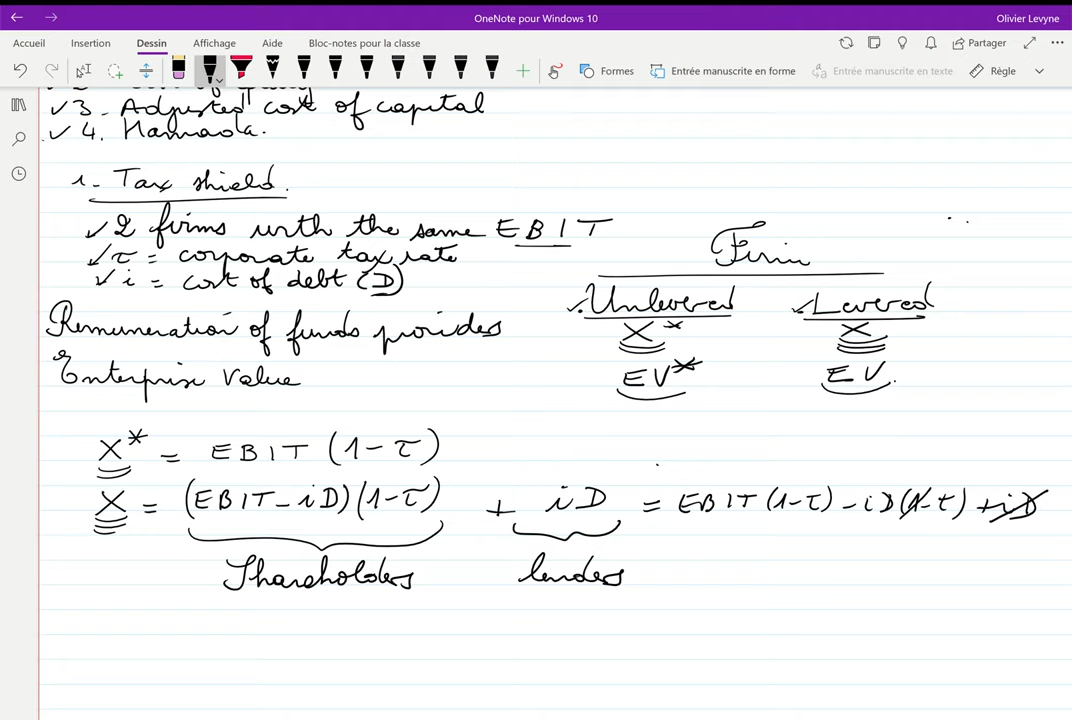 OneNote pour Windows 10
Olivier Levyne
Accueil Insertion Dessin Affichage Aide Bloc-notes pour la classe Partager
Formes Entrée manuscrite en forme Entrée manuscrite en texte Règle
✓3. Adjusted cost of capital
✓4. Hamada.
1. Tax shield.
✓ 2 firms with the same EBIT
✓ τ = corporate tax rate
✓ i = cost of debt (D)
Firm
✓ Unlevered ✓ Levered
Remuneration of funds provides X* X
Enterprise Value EV* EV.
X* = EBIT (1-τ)
X = (EBIT-iD)(1-τ) + iD = EBIT(1-τ) - iD(1-τ) + iD
Shareholders lenders